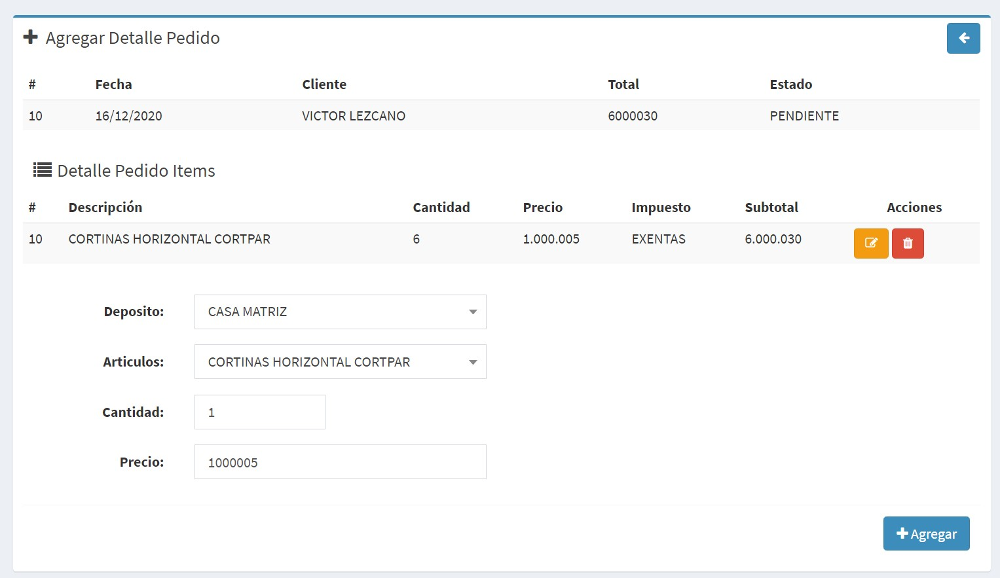 Agregar Detalle Pedido
# Fecha Cliente Total Estado
10 16/12/2020 VICTOR LEZCANO 6000030 PENDIENTE
Detalle Pedido Items
# Descripción Cantidad Precio Impuesto Subtotal Acciones
10 CORTINAS HORIZONTAL CORTPAR 6 1.000.005 EXENTAS 6.000.030
Deposito: CASA MATRIZ
Articulos: CORTINAS HORIZONTAL CORTPAR
Cantidad: 1
Precio: 1000005
Agregar